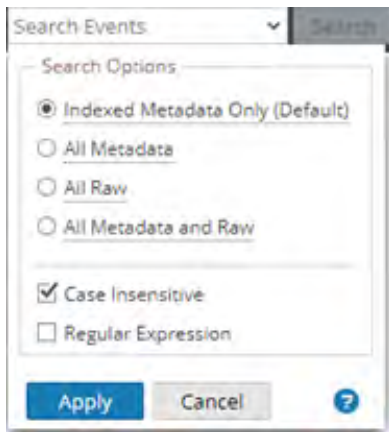 Search Events Search
Search Options
Indexed Metadata Only (Default)
All Metadata
All Raw
All Metadata and Raw
Case Insensitive
Regular Expression
Apply Cancel ?